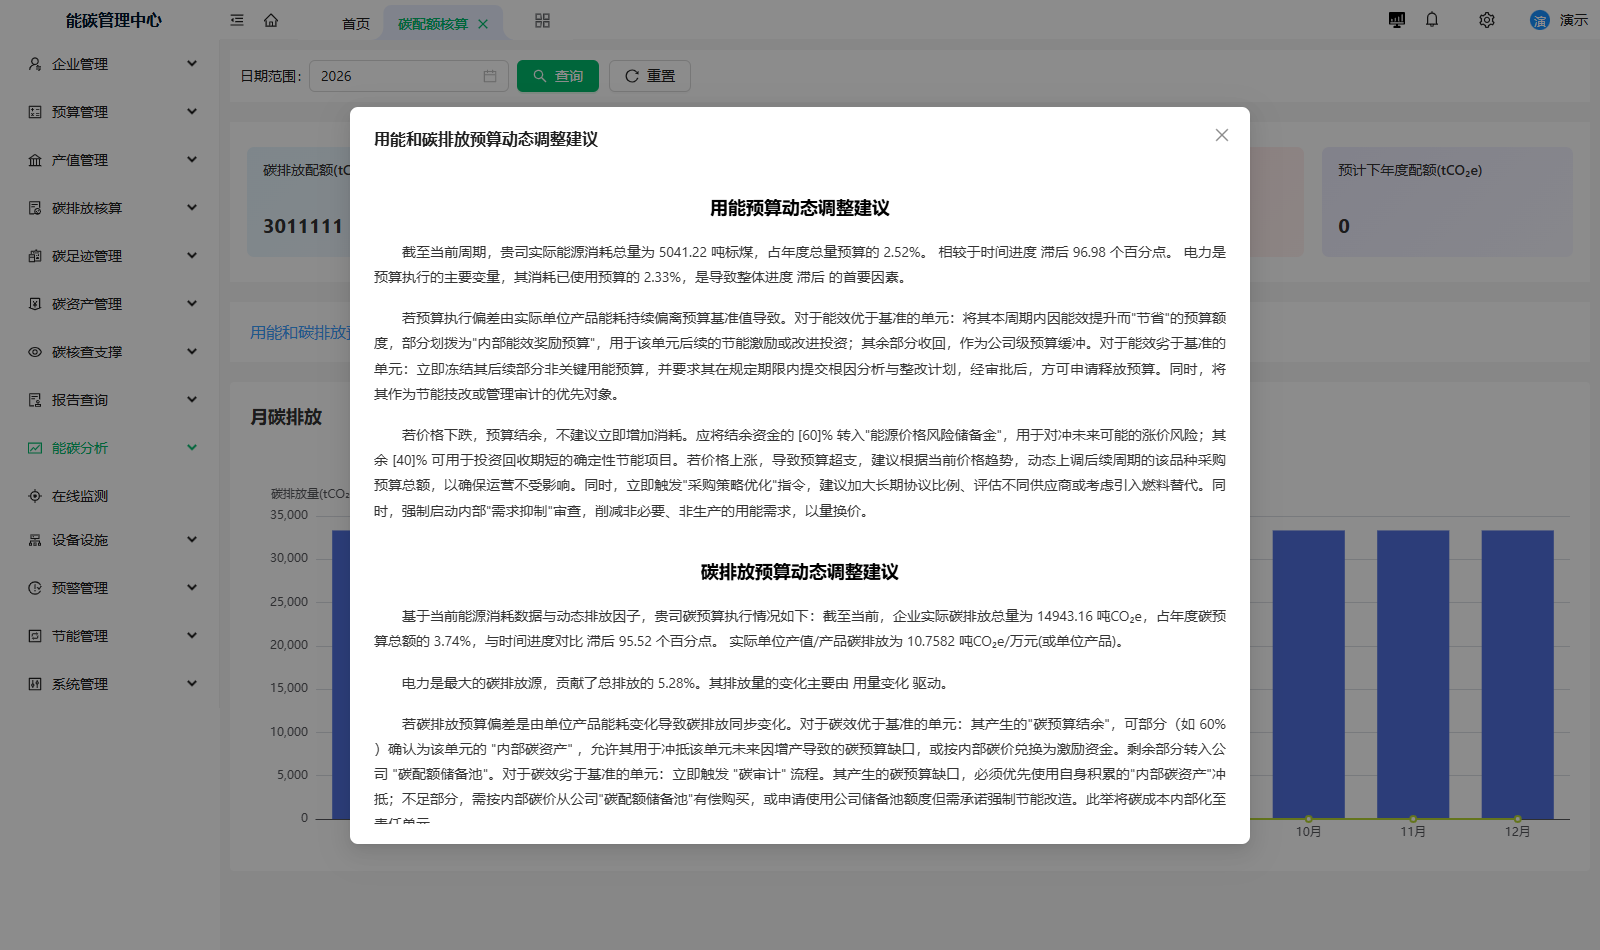 能碳管理中心
首页
碳配额核算
演
演示
企业管理
预算管理
产值管理
碳排放核算
碳足迹管理
碳资产管理
碳核查支撑
报告查询
能碳分析
在线监测
设备设施
预警管理
节能管理
系统管理
日期范围：
2026
查询
重置
碳排放配额(tC
3011111
预计下年度配额(tCO₂e)
0
用能和碳排放预
月碳排放
碳排放量(tCO₂
35,000
30,000
25,000
20,000
15,000
10,000
5,000
0
10月
11月
12月
用能和碳排放预算动态调整建议
用能预算动态调整建议
截至当前周期，贵司实际能源消耗总量为 5041.22 吨标煤，占年度总量预算的 2.52%。 相较于时间进度 滞后 96.98 个百分点。 电力是
预算执行的主要变量，其消耗已使用预算的 2.33%，是导致整体进度 滞后 的首要因素。
若预算执行偏差由实际单位产品能耗持续偏离预算基准值导致。对于能效优于基准的单元：将其本周期内因能效提升而"节省"的预算额
度，部分划拨为"内部能效奖励预算"，用于该单元后续的节能激励或改进投资；其余部分收回，作为公司级预算缓冲。对于能效劣于基准的
单元：立即冻结其后续部分非关键用能预算，并要求其在规定期限内提交根因分析与整改计划，经审批后，方可申请释放预算。同时，将
其作为节能技改或管理审计的优先对象。
若价格下跌，预算结余，不建议立即增加消耗。应将结余资金的 [60]% 转入"能源价格风险储备金"，用于对冲未来可能的涨价风险；其
余 [40]% 可用于投资回收期短的确定性节能项目。若价格上涨，导致预算超支，建议根据当前价格趋势，动态上调后续周期的该品种采购
预算总额，以确保运营不受影响。同时，立即触发"采购策略优化"指令，建议加大长期协议比例、评估不同供应商或考虑引入燃料替代。同
时，强制启动内部"需求抑制"审查，削减非必要、非生产的用能需求，以量换价。
碳排放预算动态调整建议
基于当前能源消耗数据与动态排放因子，贵司碳预算执行情况如下：截至当前，企业实际碳排放总量为 14943.16 吨CO₂e，占年度碳预
算总额的 3.74%，与时间进度对比 滞后 95.52 个百分点。 实际单位产值/产品碳排放为 10.7582 吨CO₂e/万元(或单位产品)。
电力是最大的碳排放源，贡献了总排放的 5.28%。其排放量的变化主要由 用量变化 驱动。
若碳排放预算偏差是由单位产品能耗变化导致碳排放同步变化。对于碳效优于基准的单元：其产生的"碳预算结余"，可部分（如 60%
）确认为该单元的 "内部碳资产" ，允许其用于冲抵该单元未来因增产导致的碳预算缺口，或按内部碳价兑换为激励资金。剩余部分转入公
司 "碳配额储备池"。对于碳效劣于基准的单元：立即触发 "碳审计" 流程。其产生的碳预算缺口，必须优先使用自身积累的"内部碳资产"冲
抵；不足部分，需按内部碳价从公司"碳配额储备池"有偿购买，或申请使用公司储备池额度但需承诺强制节能改造。此举将碳成本内部化至
责任单元